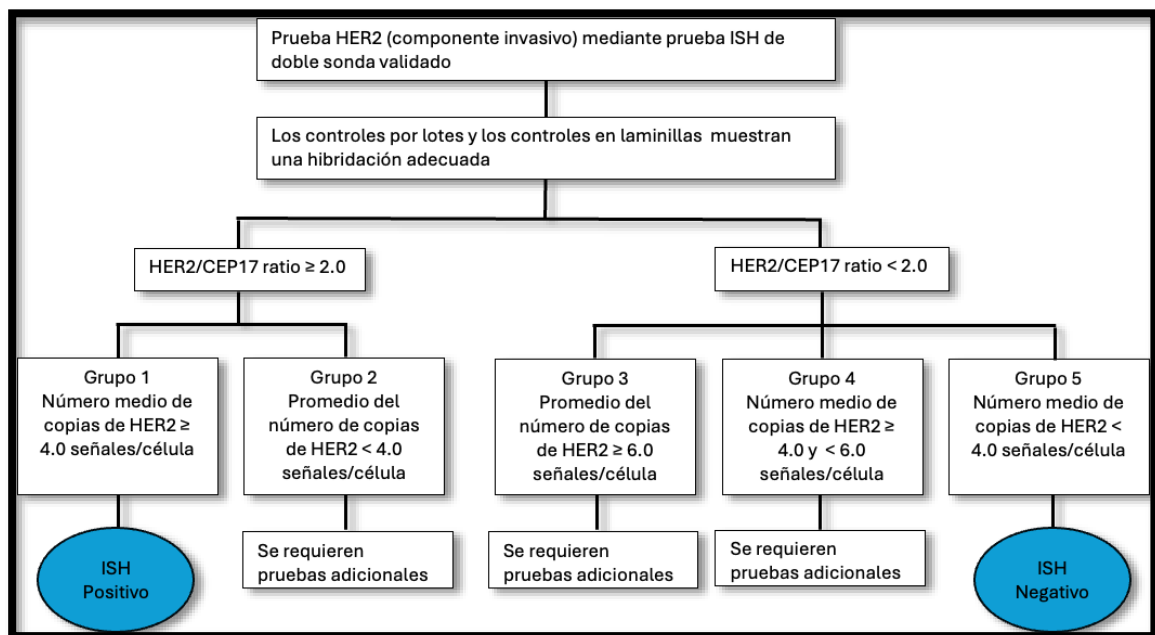 Prueba HER2 (componente invasivo) mediante prueba ISH de
doble sonda validado
Los controles por lotes y los controles en laminillas muestran
una hibridación adecuada
HER2/CEP17 ratio ≥ 2.0
HER2/CEP17 ratio < 2.0
Grupo 1
Número medio de
copias de HER2 ≥
4.0 señales/célula
Grupo 2
Promedio del
número de copias
de HER2 < 4.0
señales/célula
Grupo 3
Promedio del
número de copias
de HER2 ≥ 6.0
señales/célula
Grupo 4
Número medio de
copias de HER2 ≥
4.0 y < 6.0
señales/célula
Grupo 5
Número medio de
copias de HER2 <
4.0 señales/célula
ISH
Positivo
Se requieren
pruebas adicionales
Se requieren
pruebas adicionales
Se requieren
pruebas adicionales
ISH
Negativo